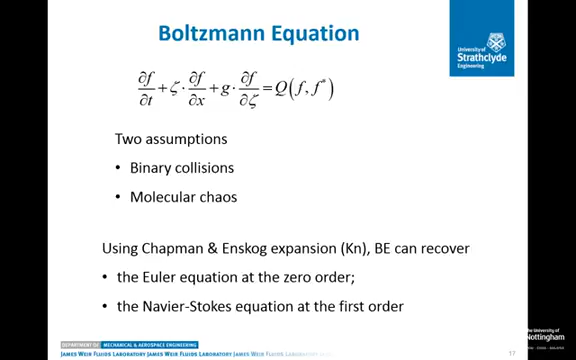 Boltzmann Equation
University of
Strathclyde
Engineering
∂f/∂t + ζ · ∂f/∂x + g · ∂f/∂ζ = Q(f, f*)
Two assumptions
• Binary collisions
• Molecular chaos
Using Chapman & Enskog expansion (Kn), BE can recover
• the Euler equation at the zero order;
• the Navier-Stokes equation at the first order
DEPARTMENT OF MECHANICAL & AEROSPACE ENGINEERING
JAMES WEIR FLUIDS LABORATORY JAMES WEIR FLUIDS LABORATORY JAMES WEIR FLUIDS LABORATORY
17
The University of
Nottingham